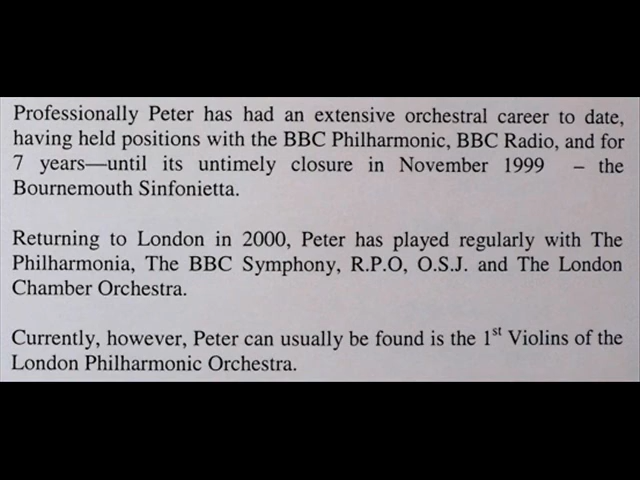 Professionally Peter has had an extensive orchestral career to date,
having held positions with the BBC Philharmonic, BBC Radio, and for
7 years—until its untimely closure in November 1999 – the
Bournemouth Sinfonietta.
Returning to London in 2000, Peter has played regularly with The
Philharmonia, The BBC Symphony, R.P.O, O.S.J. and The London
Chamber Orchestra.
Currently, however, Peter can usually be found is the 1st Violins of the
London Philharmonic Orchestra.